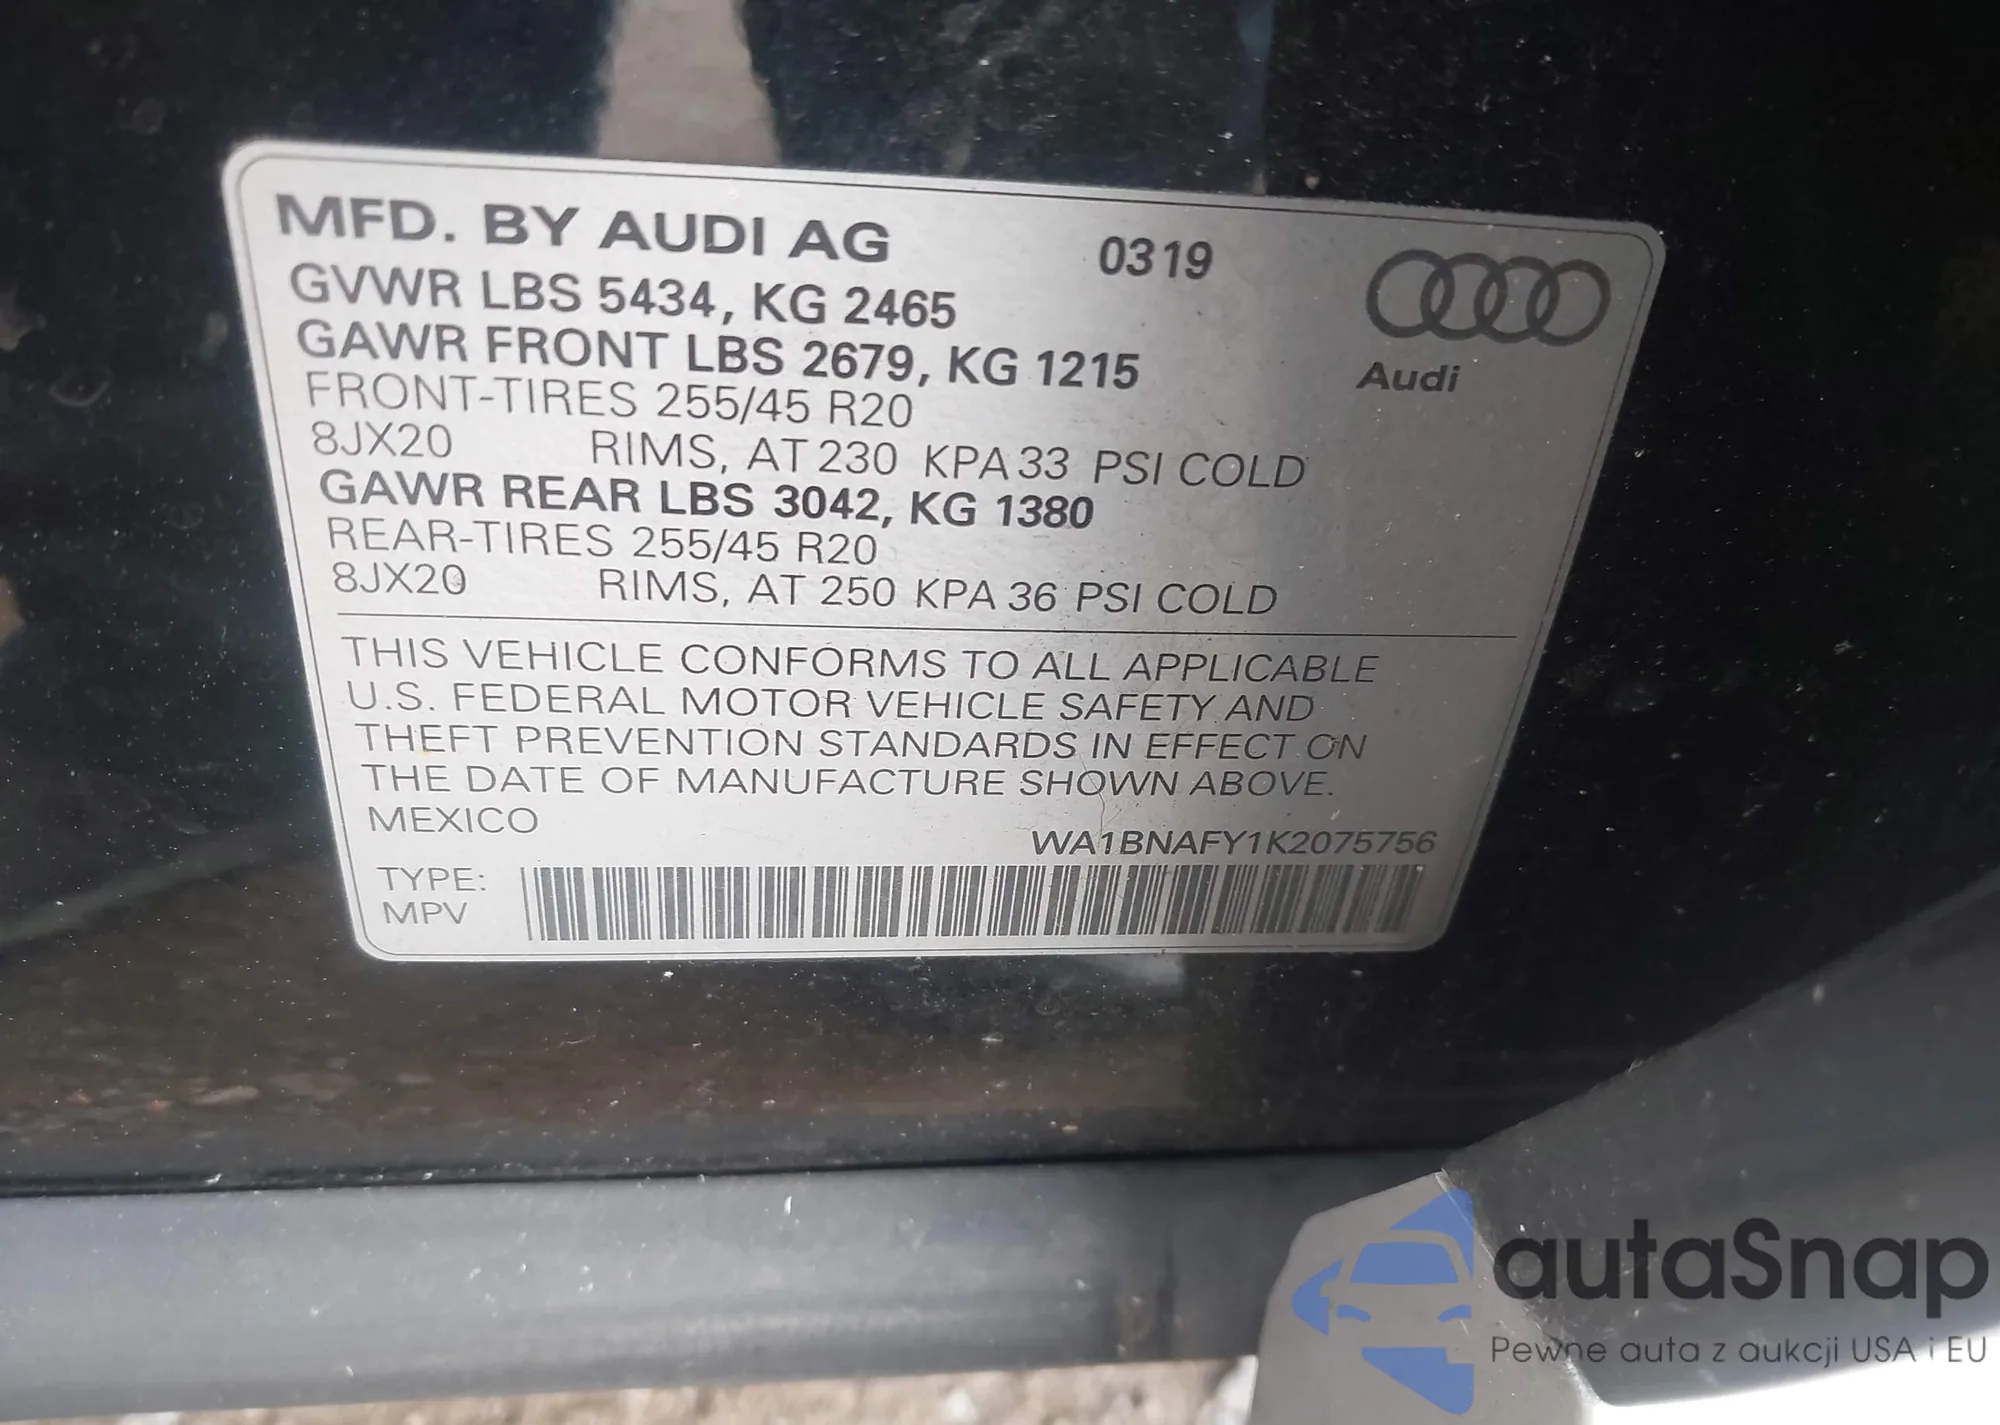 MFD. BY AUDI AG 0319
GVWR LBS 5434, KG 2465
GAWR FRONT LBS 2679, KG 1215
Audi
FRONT-TIRES 255/45 R20
8JX20 RIMS, AT 230 KPA 33 PSI COLD
GAWR REAR LBS 3042, KG 1380
REAR-TIRES 255/45 R20
8JX20 RIMS, AT 250 KPA 36 PSI COLD
THIS VEHICLE CONFORMS TO ALL APPLICABLE
U.S. FEDERAL MOTOR VEHICLE SAFETY AND
THEFT PREVENTION STANDARDS IN EFFECT ON
THE DATE OF MANUFACTURE SHOWN ABOVE.
MEXICO
WA1BNAFY1K2075756
TYPE:
MPV
autaSnap
Pewne auta z aukcji USA i EU